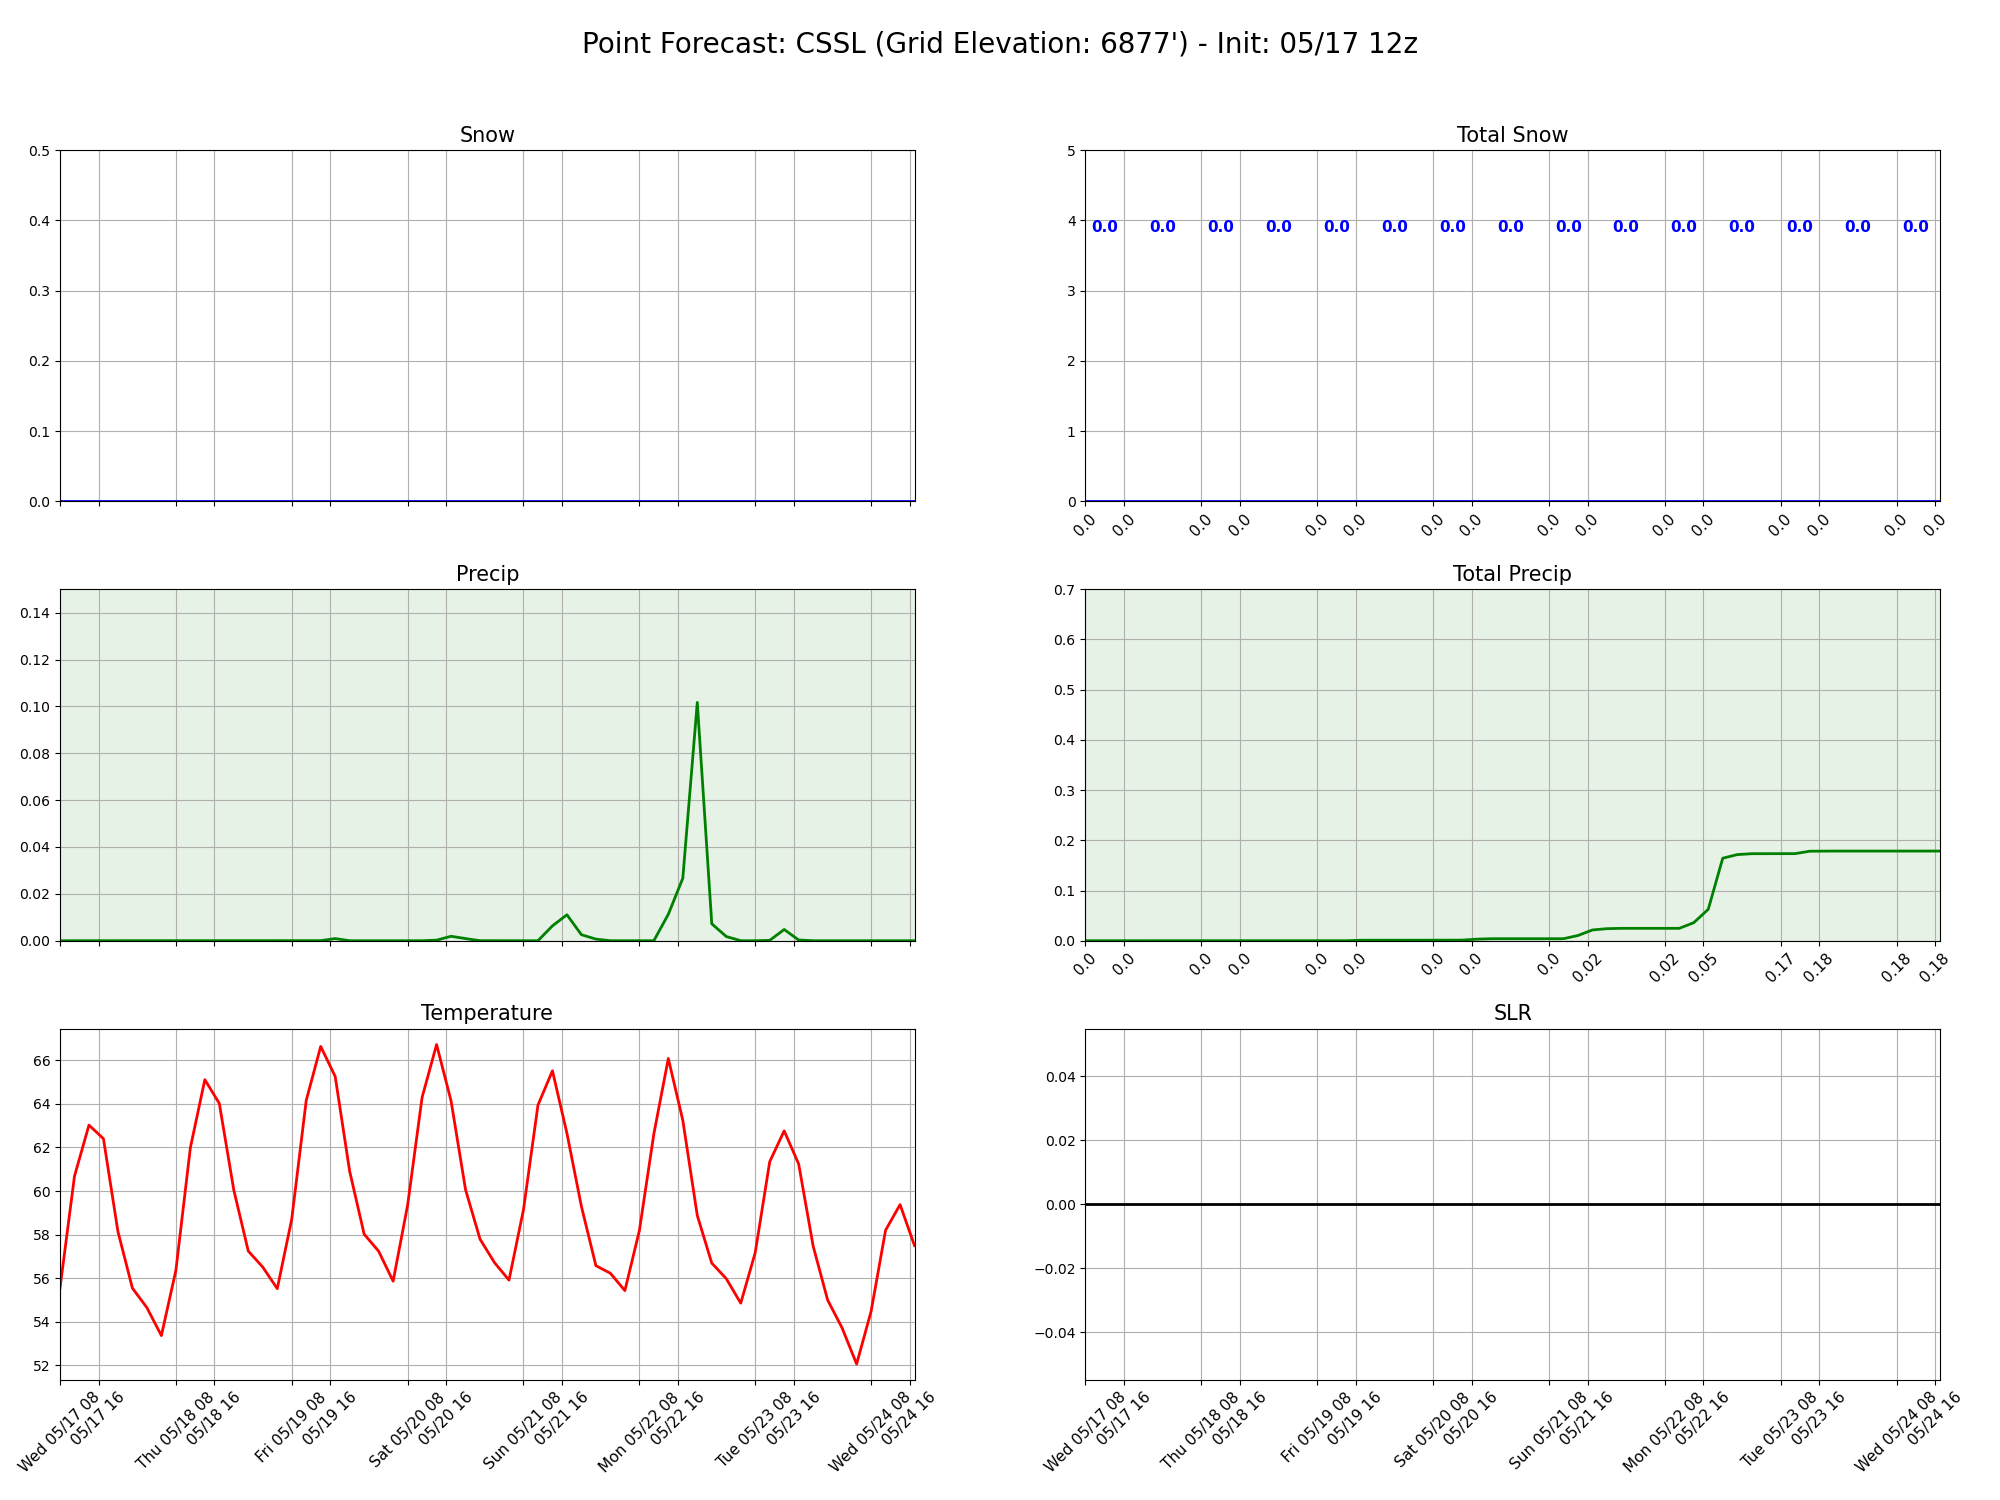 Point Forecast: CSSL (Grid Elevation: 6877') - Init: 05/17 12z
Snow
0.5
0.4
0.3
0.2
0.1
0.0
Total Snow
5
4
3
2
1
0
0.0 0.0 0.0 0.0 0.0 0.0 0.0 0.0 0.0 0.0 0.0 0.0 0.0 0.0 0.0
0.0 0.0 0.0 0.0 0.0 0.0 0.0 0.0 0.0 0.0 0.0 0.0 0.0 0.0 0.0 0.0
Precip
0.14
0.12
0.10
0.08
0.06
0.04
0.02
0.00
Total Precip
0.7
0.6
0.5
0.4
0.3
0.2
0.1
0.0
0.0 0.0 0.0 0.0 0.0 0.0 0.0 0.0 0.0 0.02 0.02 0.05 0.17 0.18 0.18 0.18
Temperature
66
64
62
60
58
56
54
52
Wed 05/17 08
05/17 16
Thu 05/18 08
05/18 16
Fri 05/19 08
05/19 16
Sat 05/20 08
05/20 16
Sun 05/21 08
05/21 16
Mon 05/22 08
05/22 16
Tue 05/23 08
05/23 16
Wed 05/24 08
05/24 16
SLR
0.04
0.02
0.00
−0.02
−0.04
Wed 05/17 08
05/17 16
Thu 05/18 08
05/18 16
Fri 05/19 08
05/19 16
Sat 05/20 08
05/20 16
Sun 05/21 08
05/21 16
Mon 05/22 08
05/22 16
Tue 05/23 08
05/23 16
Wed 05/24 08
05/24 16